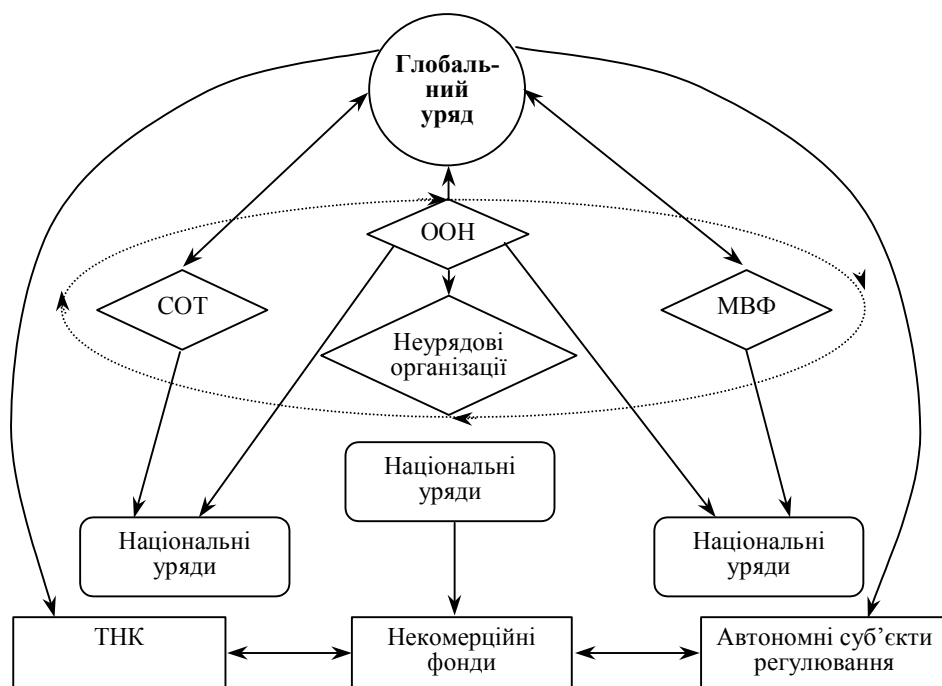 Глобаль-
ний
уряд
ООН
СОТ
МВФ
Неурядові
організації
Національні
уряди
Національні
уряди
Національні
уряди
ТНК
Некомерційні
фонди
Автономні суб’єкти
регулювання